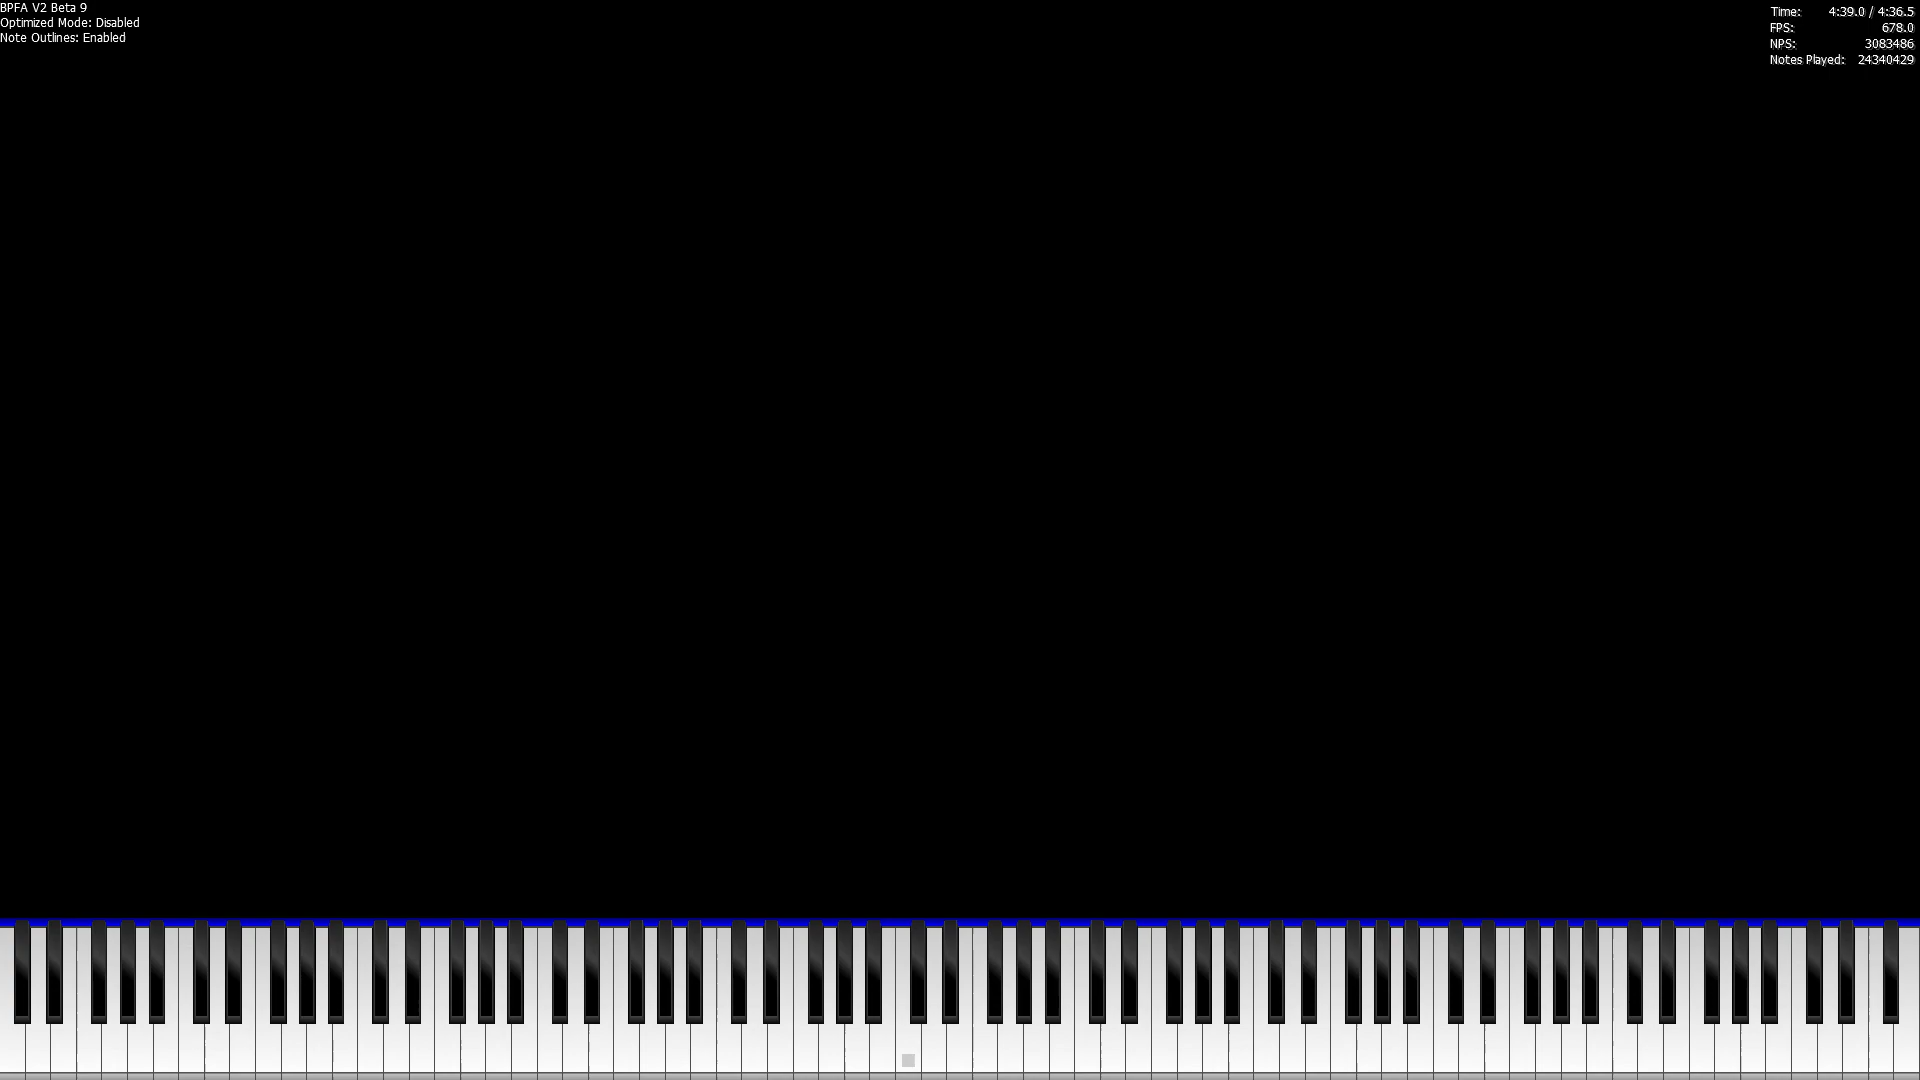 BPFA V2 Beta 9
Optimized Mode: Disabled
Note Outlines: Enabled
Time: 4:39.0 / 4:36.5
FPS: 678.0
NPS: 3083486
Notes Played: 24340429